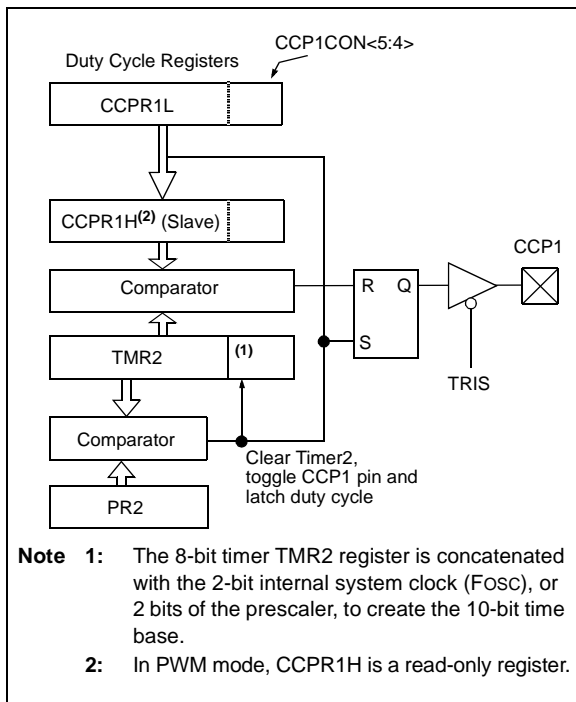 CCP1CON<5:4>
Duty Cycle Registers
CCPR1L
CCPR1H(2) (Slave)
CCP1
Comparator
R Q
TMR2 (1)
S
TRIS
Comparator
Clear Timer2,
toggle CCP1 pin and
latch duty cycle
PR2
Note 1: The 8-bit timer TMR2 register is concatenated
with the 2-bit internal system clock (FOSC), or
2 bits of the prescaler, to create the 10-bit time
base.
2: In PWM mode, CCPR1H is a read-only register.